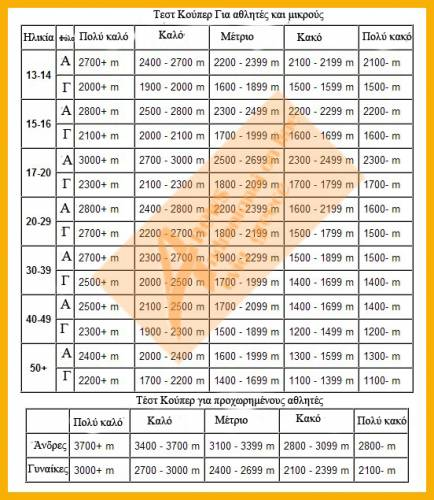 Τεστ Κούπερ Για αθλητές και μικρούς
Ηλικία Φύλο Πολύ καλό Καλό Μέτριο Κακό Πολύ κακό
13-14 Α 2700+ m 2400 - 2700 m 2200 - 2399 m 2100 - 2199 m 2100- m
Γ 2000+ m 1900 - 2000 m 1600 - 1899 m 1500 - 1599 m 1500- m
15-16 Α 2800+ m 2500 - 2800 m 2300 - 2499 m 2200 - 2299 m 2200- m
Γ 2100+ m 2000 - 2100 m 1700 - 1999 m 1600 - 1699 m 1600- m
17-20 Α 3000+ m 2700 - 3000 m 2500 - 2699 m 2300 - 2499 m 2300- m
Γ 2300+ m 2100 - 2300 m 1800 - 2099 m 1700 - 1799 m 1700- m
20-29 Α 2800+ m 2400 - 2800 m 2200 - 2399 m 1600 - 2199 m 1600- m
Γ 2700+ m 2200 - 2700 m 1800 - 2199 m 1500 - 1799 m 1500- m
30-39 Α 2700+ m 2300 - 2700 m 1900 - 2299 m 1500 - 1899 m 1500- m
Γ 2500+ m 2000 - 2500 m 1700 - 1999 m 1400 - 1699 m 1400- m
40-49 Α 2500+ m 2100 - 2500 m 1700 - 2099 m 1400 - 1699 m 1400- m
Γ 2300+ m 1900 - 2300 m 1500 - 1899 m 1200 - 1499 m 1200- m
50+ Α 2400+ m 2000 - 2400 m 1600 - 1999 m 1300 - 1599 m 1300- m
Γ 2200+ m 1700 - 2200 m 1400 - 1699 m 1100 - 1399 m 1100- m
Τέστ Κούπερ για προχορημένους αθλητές
Πολύ καλό Καλό Μέτριο Κακό Πολύ κακό
Άνδρες 3700+ m 3400 - 3700 m 3100 - 3399 m 2800 - 3099 m 2800- m
Γυναίκες 3000+ m 2700 - 3000 m 2400 - 2699 m 2100 - 2399 m 2100- m